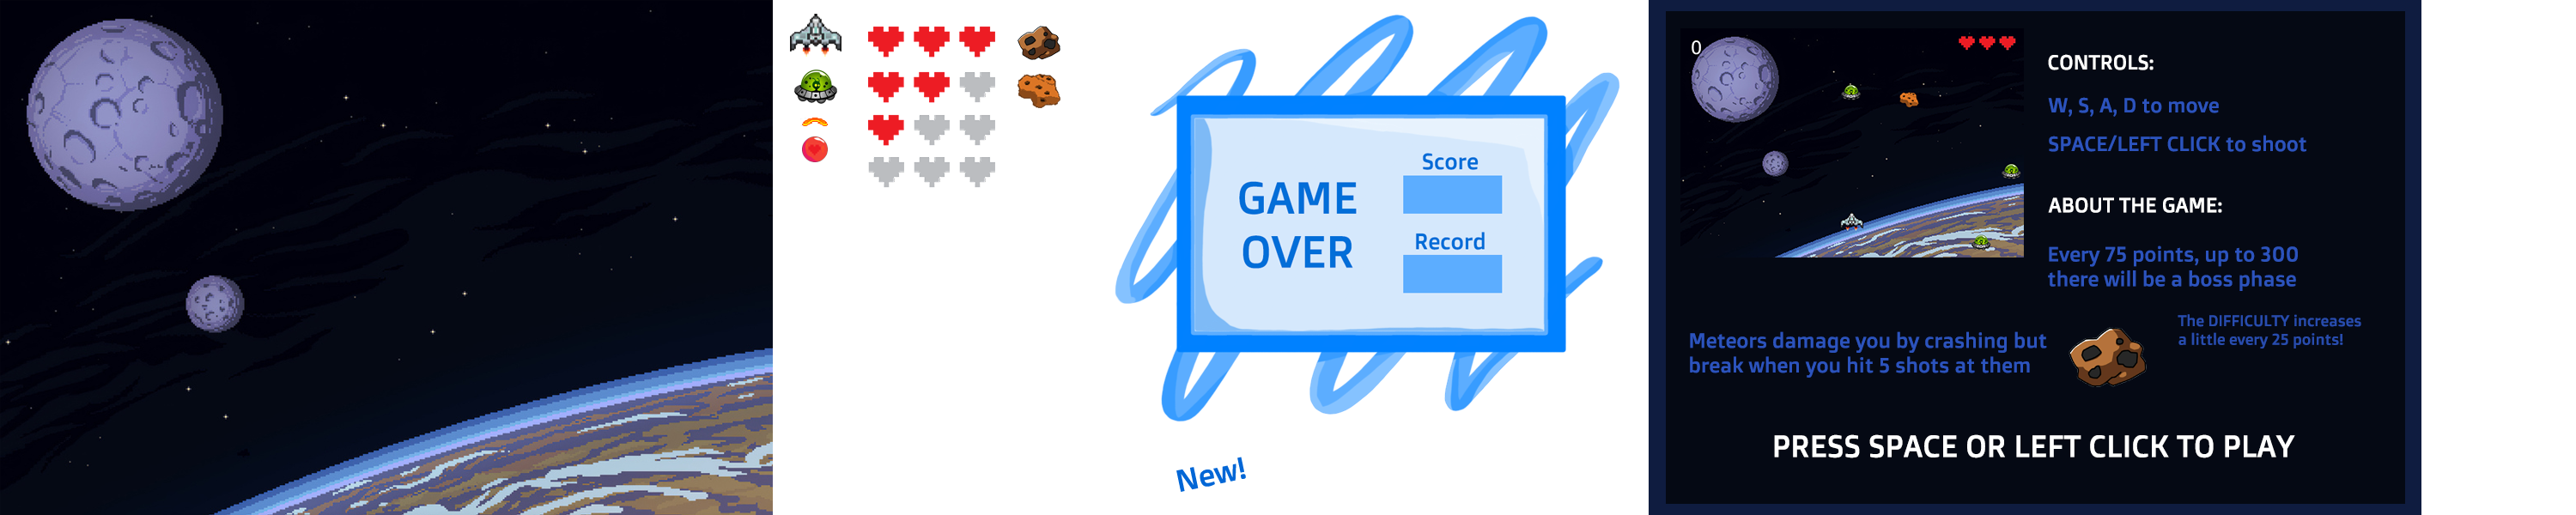 GAME
OVER
Score
Record
New!
0
CONTROLS:
W, S, A, D to move
SPACE/LEFT CLICK to shoot
ABOUT THE GAME:
Every 75 points, up to 300
there will be a boss phase
Meteors damage you by crashing but
break when you hit 5 shots at them
The DIFFICULTY increases
a little every 25 points!
PRESS SPACE OR LEFT CLICK TO PLAY